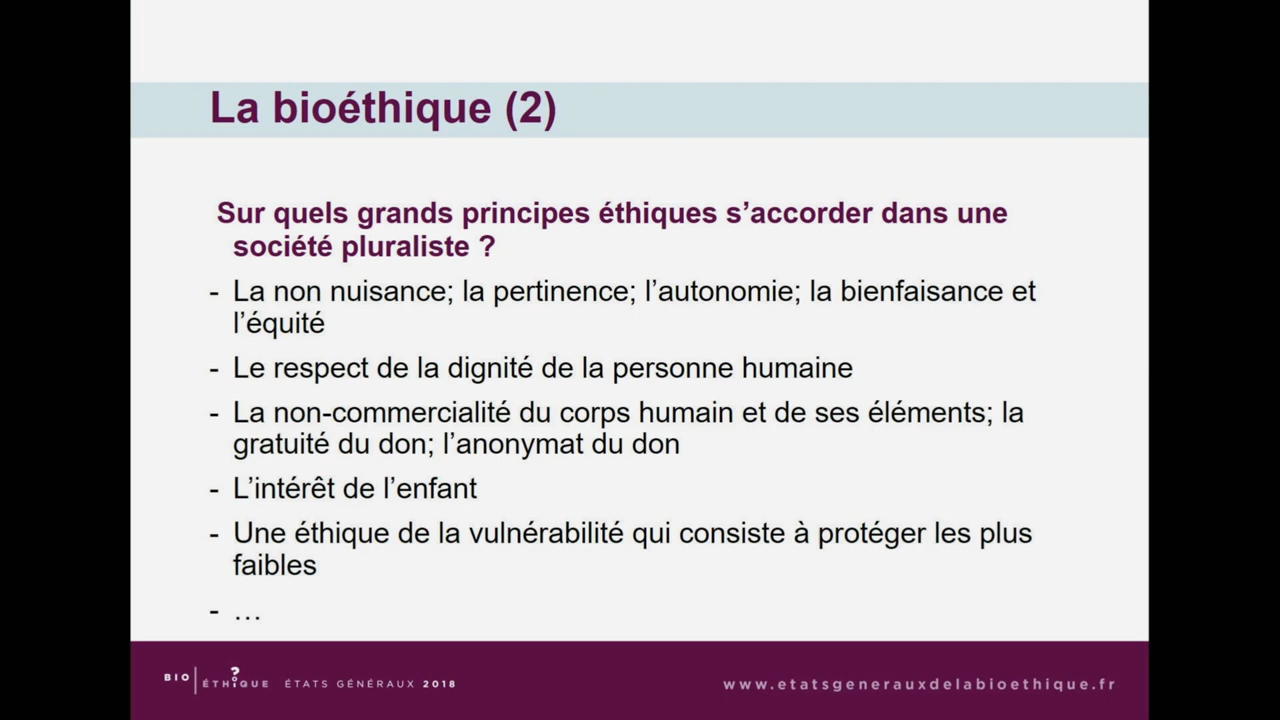 La bioéthique (2)
Sur quels grands principes éthiques s’accorder dans une
société pluraliste ?
- La non nuisance; la pertinence; l’autonomie; la bienfaisance et
l’équité
- Le respect de la dignité de la personne humaine
- La non-commercialité du corps humain et de ses éléments; la
gratuité du don; l’anonymat du don
- L’intérêt de l’enfant
- Une éthique de la vulnérabilité qui consiste à protéger les plus
faibles
- …
BIO ÉTHIQUE ? ÉTATS GÉNÉRAUX 2018
www.etatsgenerauxdelabioethique.fr